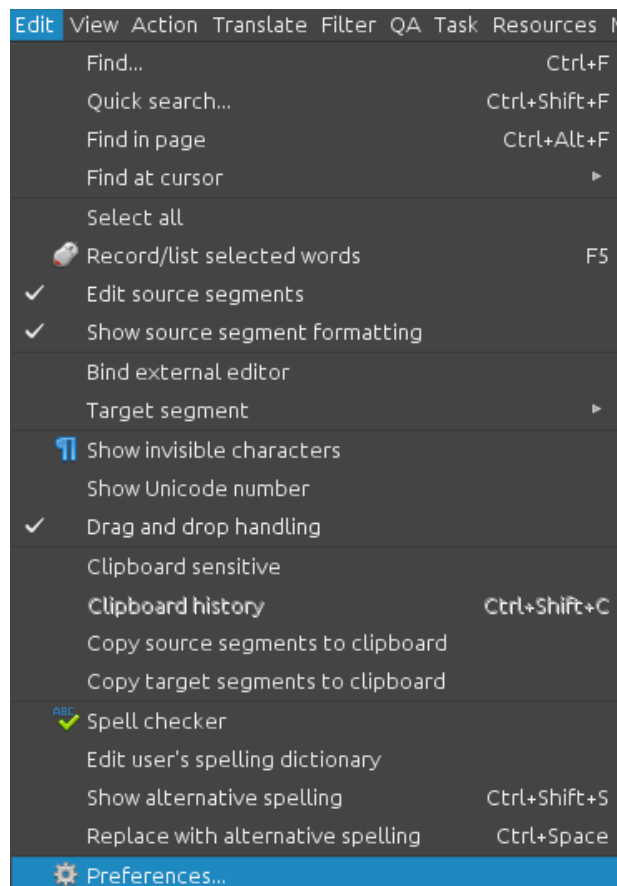 Edit View Action Translate Filter QA Task Resources
Find... Ctrl+F
Quick search... Ctrl+Shift+F
Find in page Ctrl+Alt+F
Find at cursor
Select all
Record/list selected words F5
Edit source segments
Show source segment formatting
Bind external editor
Target segment
Show invisible characters
Show Unicode number
Drag and drop handling
Clipboard sensitive
Clipboard history Ctrl+Shift+C
Copy source segments to clipboard
Copy target segments to clipboard
ABC Spell checker
Edit user's spelling dictionary
Show alternative spelling Ctrl+Shift+S
Replace with alternative spelling Ctrl+Space
Preferences...